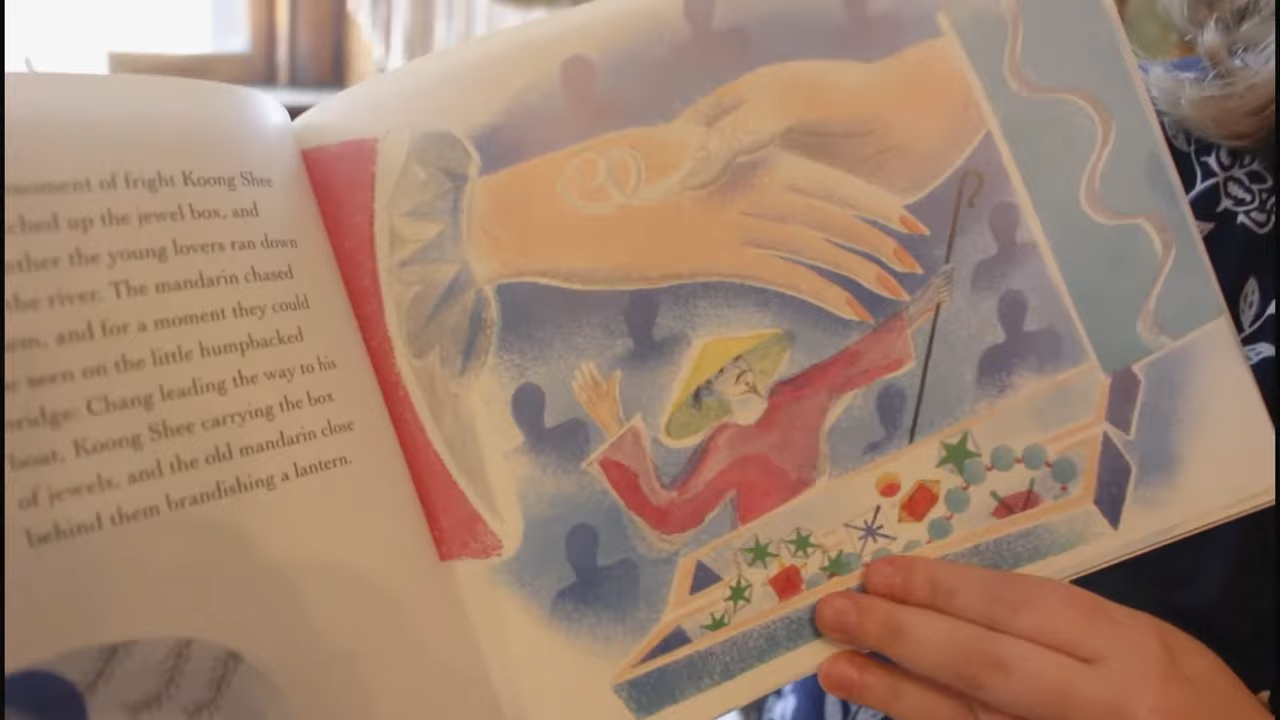 moment of fright Koong Shee
ched up the jewel box, and
ether the young lovers ran down
the river. The mandarin chased
em, and for a moment they could
seen on the little humpbacked
ridge: Chang leading the way to his
boat, Koong Shee carrying the box
of jewels, and the old mandarin close
behind them brandishing a lantern.